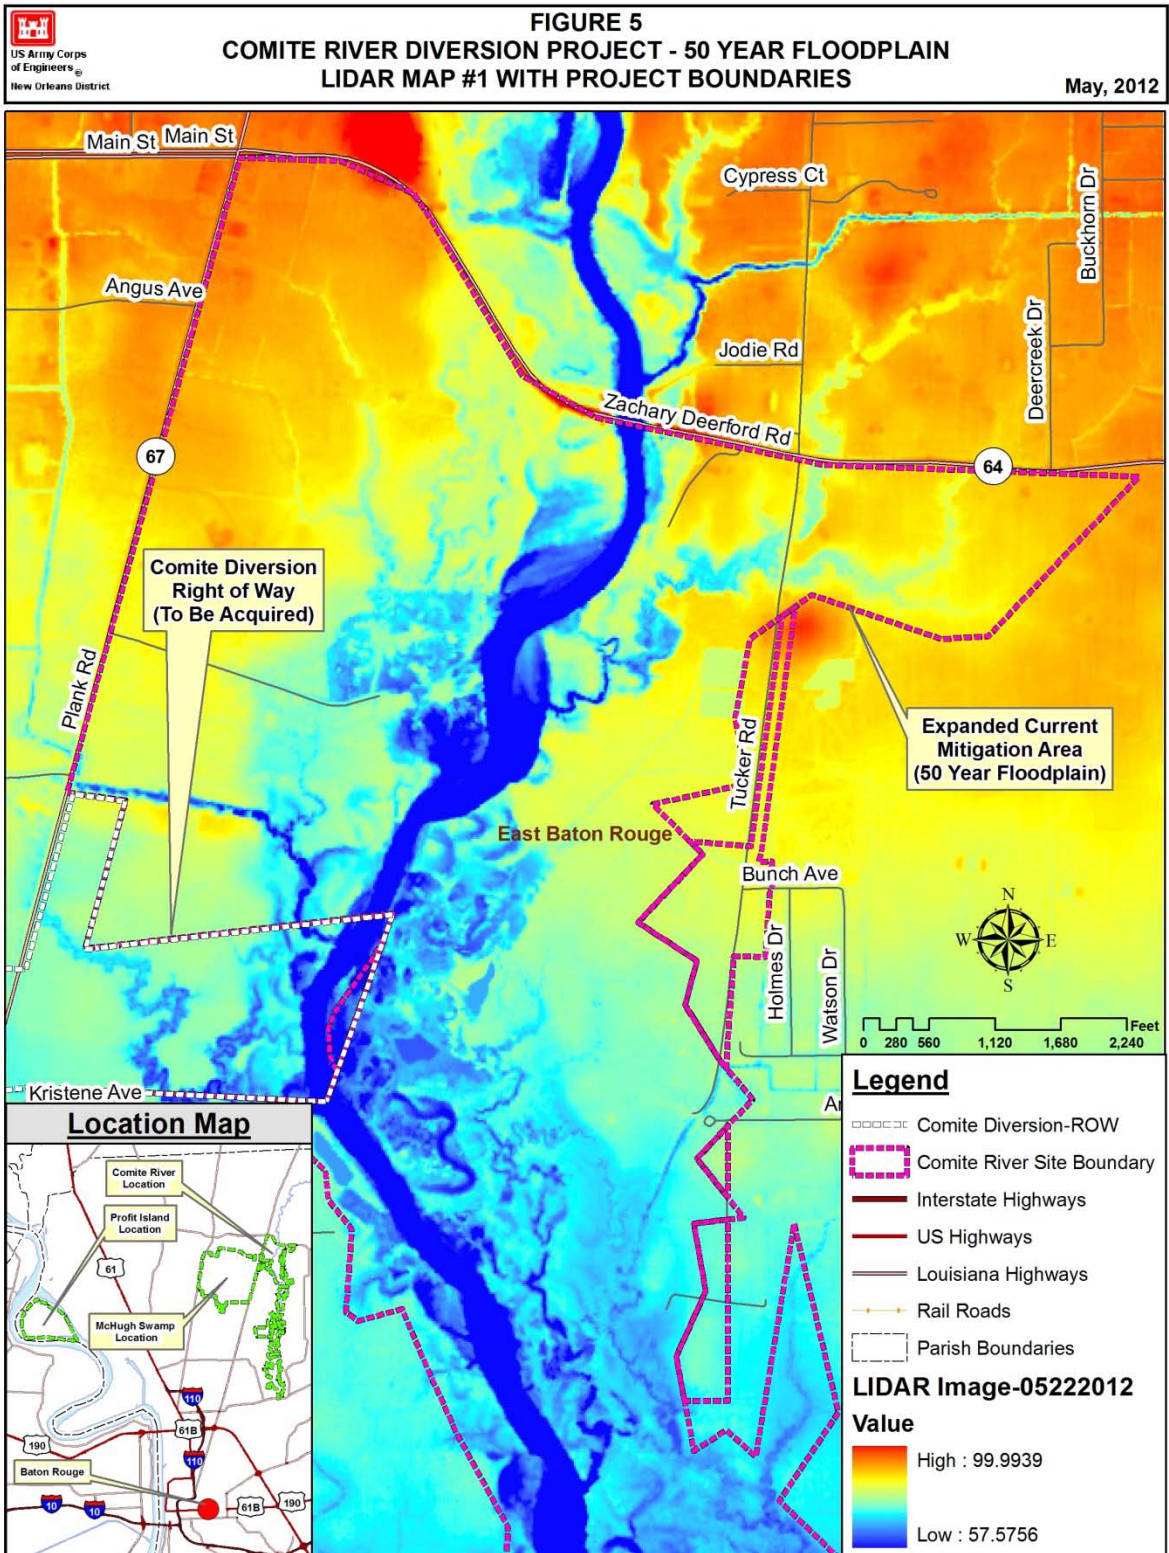 US Army Corps
of Engineers ®
New Orleans District
FIGURE 5
COMITE RIVER DIVERSION PROJECT - 50 YEAR FLOODPLAIN
LIDAR MAP #1 WITH PROJECT BOUNDARIES
May, 2012
Main St
Main St
Cypress Ct
Buckhorn Dr
Angus Ave
Deercreek Dr
Jodie Rd
Zachary Deerford Rd
67
64
Comite Diversion
Right of Way
(To Be Acquired)
Plank Rd
Tucker Rd
Expanded Current
Mitigation Area
(50 Year Floodplain)
East Baton Rouge
Bunch Ave
Holmes Dr
Watson Dr
N
W
E
S
Feet
0 280 560 1,120 1,680 2,240
Kristene Ave
Ar
Location Map
Comite River
Location
Profit Island
Location
61
McHugh Swamp
Location
110
61B
190
110
Baton Rouge
10
10
61B
190
Legend
Comite Diversion-ROW
Comite River Site Boundary
Interstate Highways
US Highways
Louisiana Highways
Rail Roads
Parish Boundaries
LIDAR Image-05222012
Value
High : 99.9939
Low : 57.5756